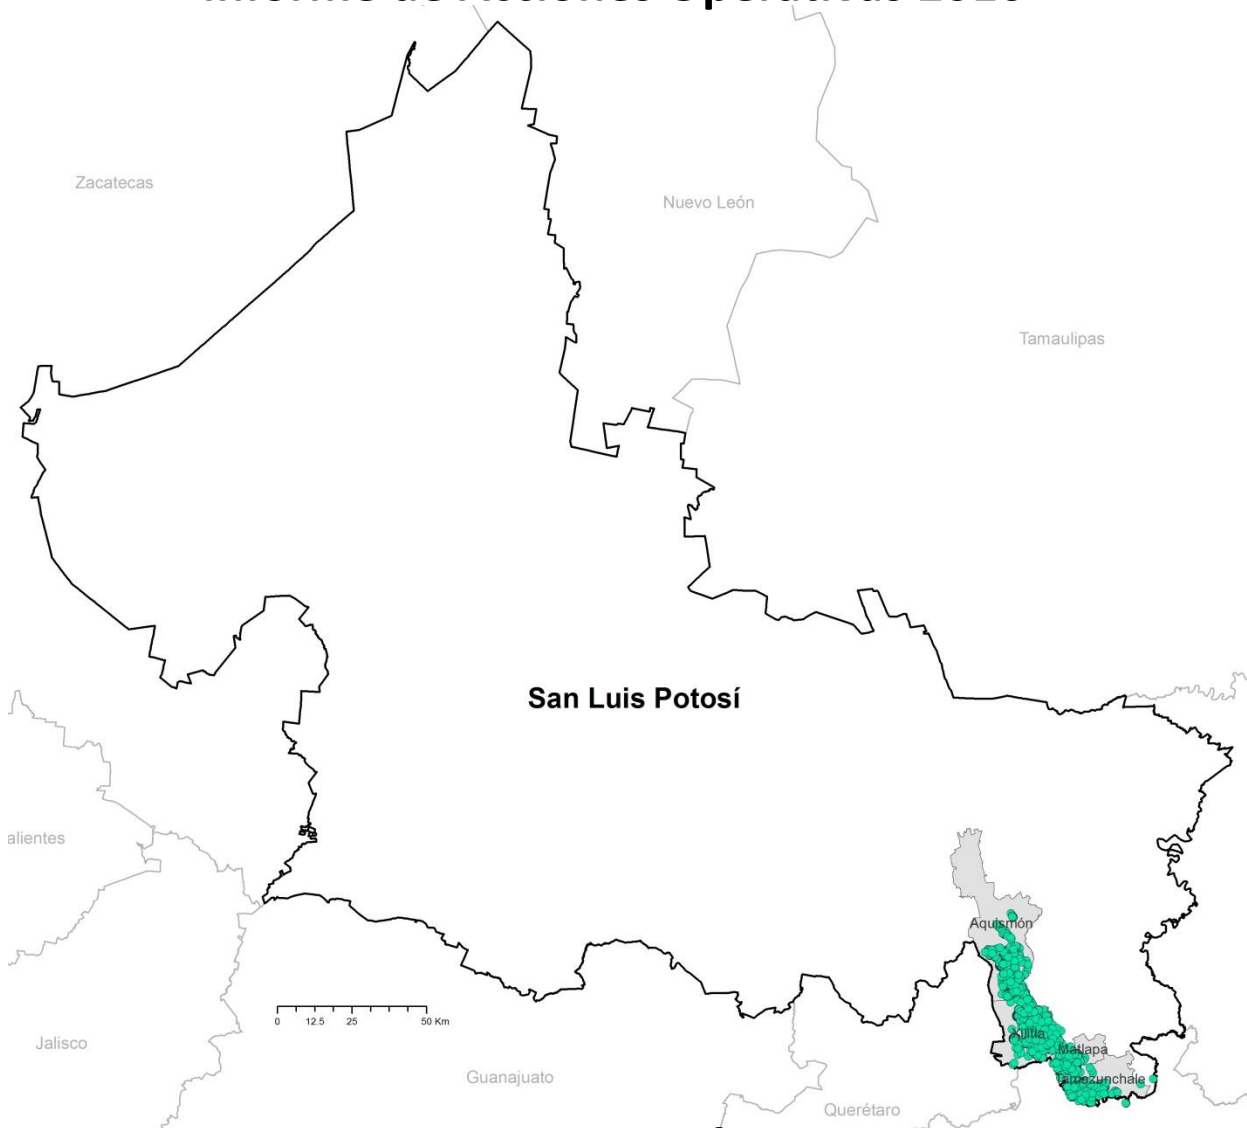 Zacatecas
Nuevo León
Tamaulipas
San Luis Potosí
alientes
Aquismón
0 12.5 25 50 Km
Xilitla
Jalisco
Matlapa
Guanajuato
Tamazunchale
Querétaro